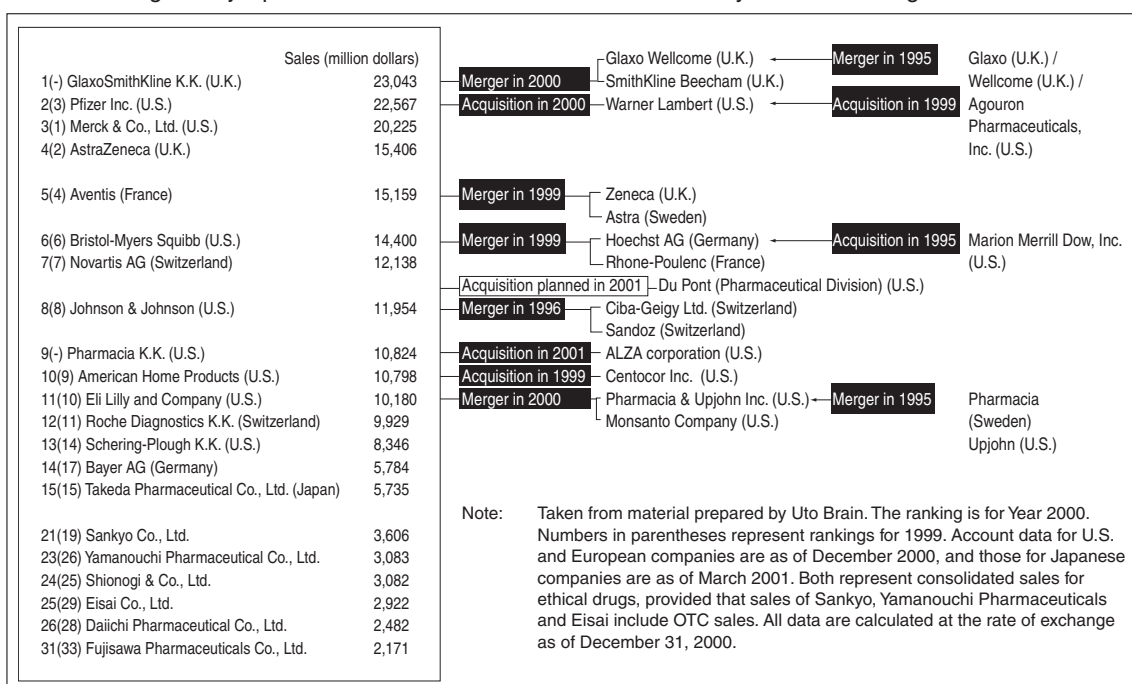 Sales (million dollars)
1(-) GlaxoSmithKline K.K. (U.K.) 23,043
2(3) Pfizer Inc. (U.S.) 22,567
3(1) Merck & Co., Ltd. (U.S.) 20,225
4(2) AstraZeneca (U.K.) 15,406
5(4) Aventis (France) 15,159
6(6) Bristol-Myers Squibb (U.S.) 14,400
7(7) Novartis AG (Switzerland) 12,138
8(8) Johnson & Johnson (U.S.) 11,954
9(-) Pharmacia K.K. (U.S.) 10,824
10(9) American Home Products (U.S.) 10,798
11(10) Eli Lilly and Company (U.S.) 10,180
12(11) Roche Diagnostics K.K. (Switzerland) 9,929
13(14) Schering-Plough K.K. (U.S.) 8,346
14(17) Bayer AG (Germany) 5,784
15(15) Takeda Pharmaceutical Co., Ltd. (Japan) 5,735
21(19) Sankyo Co., Ltd. 3,606
23(26) Yamanouchi Pharmaceutical Co., Ltd. 3,083
24(25) Shionogi & Co., Ltd. 3,082
25(29) Eisai Co., Ltd. 2,922
26(28) Daiichi Pharmaceutical Co., Ltd. 2,482
31(33) Fujisawa Pharmaceuticals Co., Ltd. 2,171
Glaxo Wellcome (U.K.) Merger in 1995 Glaxo (U.K.) /
Merger in 2000 SmithKline Beecham (U.K.) Wellcome (U.K.) /
Acquisition in 2000 Warner Lambert (U.S.) Acquisition in 1999 Agouron
Pharmaceuticals,
Inc. (U.S.)
Merger in 1999 Zeneca (U.K.)
Astra (Sweden)
Merger in 1999 Hoechst AG (Germany) Acquisition in 1995 Marion Merrill Dow, Inc.
Rhone-Poulenc (France) (U.S.)
Acquisition planned in 2001 Du Pont (Pharmaceutical Division) (U.S.)
Merger in 1996 Ciba-Geigy Ltd. (Switzerland)
Sandoz (Switzerland)
Acquisition in 2001 ALZA corporation (U.S.)
Acquisition in 1999 Centocor Inc. (U.S.)
Merger in 2000 Pharmacia & Upjohn Inc. (U.S.) Merger in 1995 Pharmacia
Monsanto Company (U.S.) (Sweden)
Upjohn (U.S.)
Note: Taken from material prepared by Uto Brain. The ranking is for Year 2000.
Numbers in parentheses represent rankings for 1999. Account data for U.S.
and European companies are as of December 2000, and those for Japanese
companies are as of March 2001. Both represent consolidated sales for
ethical drugs, provided that sales of Sankyo, Yamanouchi Pharmaceuticals
and Eisai include OTC sales. All data are calculated at the rate of exchange
as of December 31, 2000.